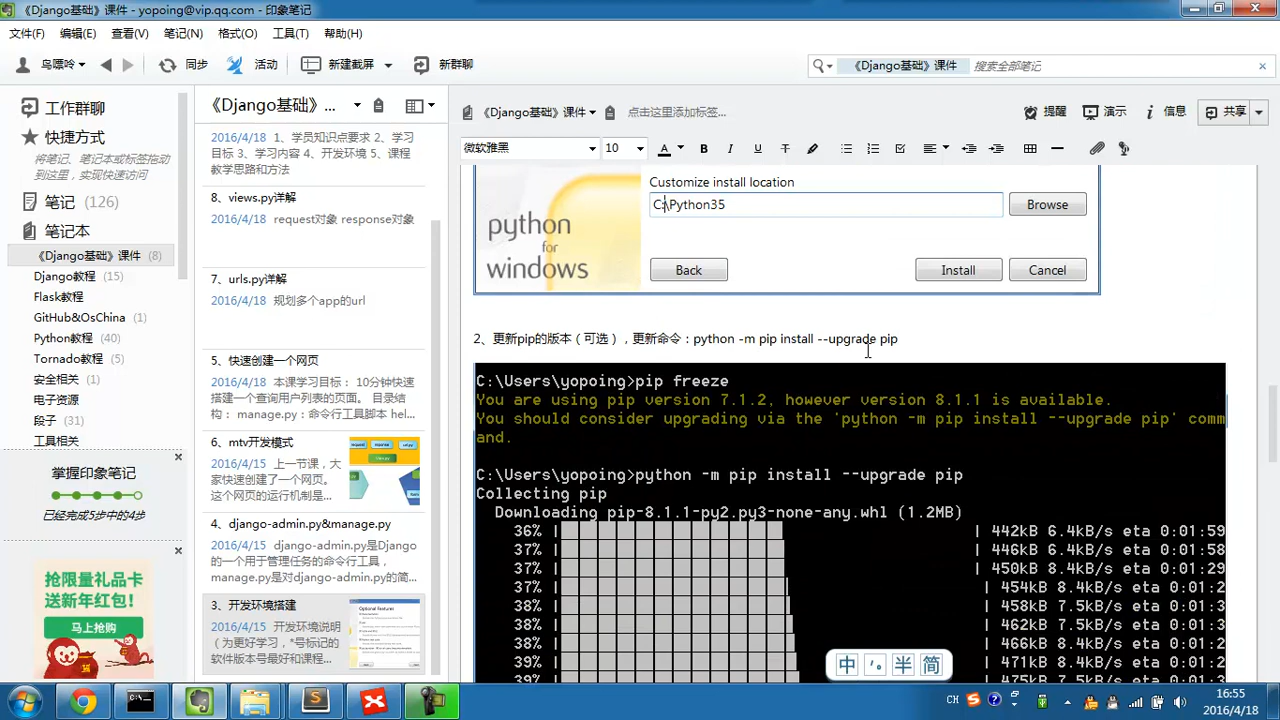 《Django基础》课件 - yopoing@vip.qq.com - 印象笔记
文件(F) 编辑(E) 查看(V) 笔记(N) 格式(O) 工具(T) 帮助(H)
鸟嘌呤 同步 活动 新建截屏 新群聊 《Django基础》课件 搜索全部笔记
工作群聊
快捷方式
将笔记、笔记本或标签拖动
到这里，实现快速访问
笔记 (126)
笔记本
《Django基础》课件 (8)
Django教程 (15)
Flask教程
GitHub&OsChina (1)
Python教程 (40)
Tornado教程 (5)
安全相关 (1)
电子资源
段子 (31)
工具相关
掌握印象笔记
已经完成5步中的4步
抢限量礼品卡
送新年红包！
马上抢购
《Django基础》...
2016/4/18 1、学员知识点要求 2、学习
目标 3、学习内容 4、开发环境 5、课程
教学思路和方法
8、views.py详解
2016/4/18 request对象 response对象
7、urls.py详解
2016/4/18 规划多个app的url
5、快速创建一个网页
2016/4/18 本课学习目标： 10分钟快速
搭建一个查询用户列表的页面。 目录结
构： manage.py：命令行工具脚本 hel...
6、mtv开发模式
2016/4/15 上一节课，大
家快速创建了一个网页。
这个网页的运行机制是...
4、django-admin.py&manage.py
2016/4/15 django-admin.py是Django
的一个用于管理任务的命令行工具，
manage.py是对django-admin.py的简...
3、开发环境搭建
2016/4/15 开发环境说明
（为更好学习，*号标记的
软件版本号最好和课程...
Optional Features
《Django基础》课件 点击这里添加标签... 提醒 演示 信息 共享
微软雅黑 10 A B I U T
Customize install location
C:\Python35 Browse
python
for
windows
Back Install Cancel
2、更新pip的版本（可选），更新命令：python -m pip install --upgrade pip
C:\Users\yopoing>pip freeze
You are using pip version 7.1.2, however version 8.1.1 is available.
You should consider upgrading via the 'python -m pip install --upgrade pip' comm
and.
C:\Users\yopoing>python -m pip install --upgrade pip
Collecting pip
Downloading pip-8.1.1-py2.py3-none-any.whl (1.2MB)
36% | | 442kB 6.4kB/s eta 0:01:59
37% | | 446kB 6.4kB/s eta 0:01:58
37% | | 450kB 8.4kB/s eta 0:01:29
37% | | 454kB 8.4kB/s eta 0:01:2
38% | | 458kB 7.5kB/s eta 0:01:3
38% | | 462kB 7.5kB/s eta 0:01:3
38% | | 466kB
39% | | 471kB
39% | | 475kB 7.5kB/s eta 0:01:3
中 ’, 半 简
CH 16:55
2016/4/18